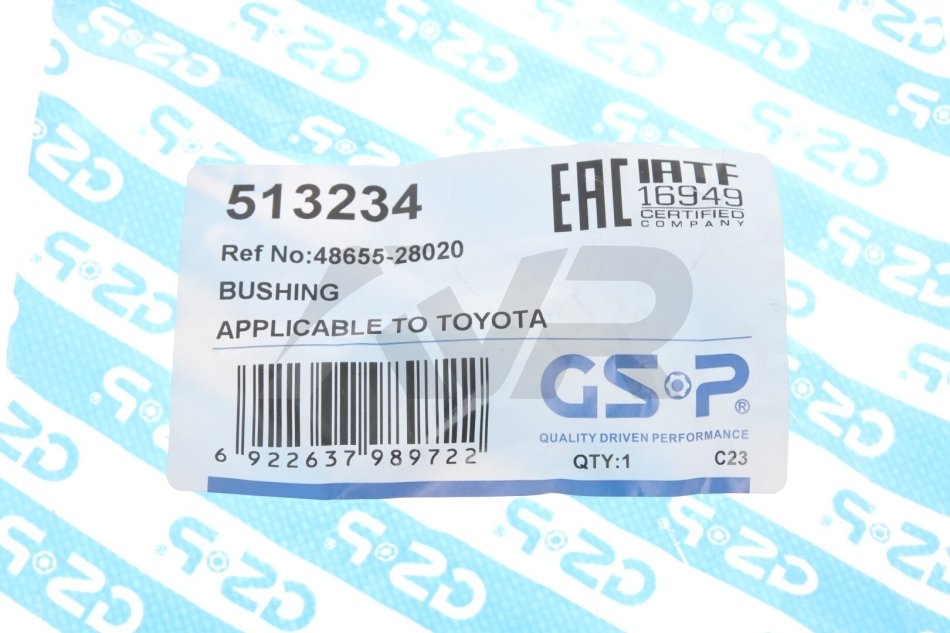 513234
EAC IATF
16949
CERTIFIED
COMPANY
Ref No:48655-28020
BUSHING
APPLICABLE TO TOYOTA
GSP®
QUALITY DRIVEN PERFORMANCE
6 922637 989722
QTY:1
C23